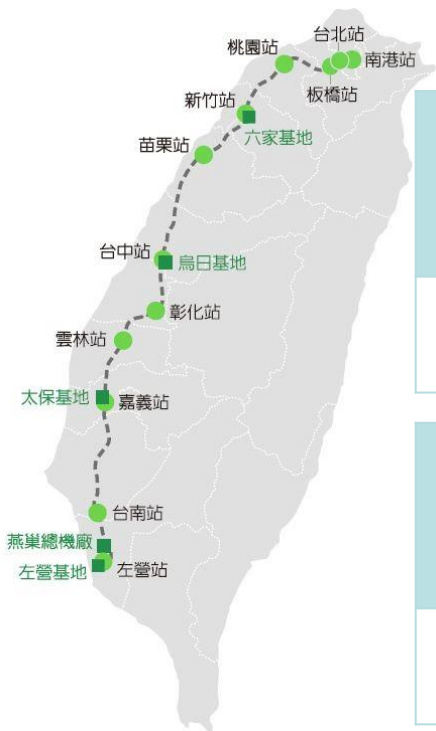 台北站
桃園站
南港站
板橋站
新竹站
六家基地
苗栗站
台中站
烏日基地
彰化站
雲林站
太保基地
嘉義站
台南站
燕巢總機廠
左營基地
左營站